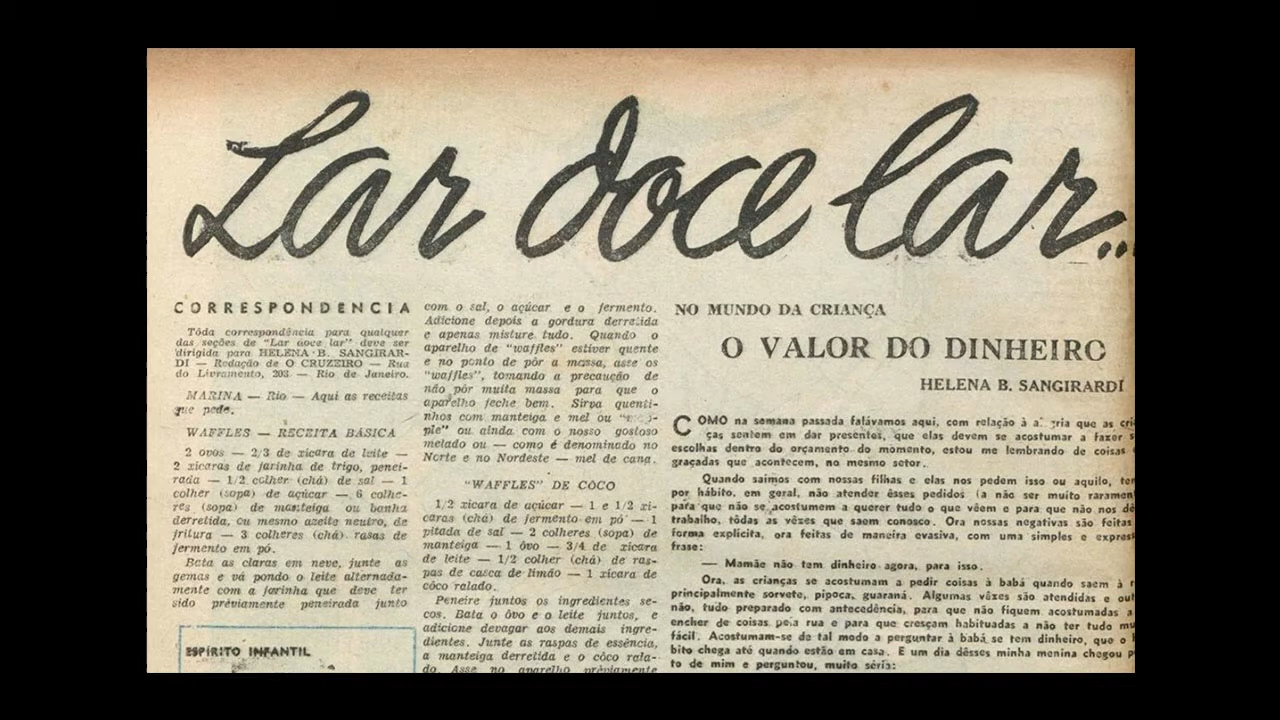 Lar doce lar...
CORRESPONDENCIA
Tôda correspondência para qualquer
das seções de "Lar doce lar" deve ser
dirigida para HELENA B. SANGIRAR-
DI — Redação de O CRUZEIRO — Rua
do Livramento, 203 — Rio de Janeiro.
MARINA — Rio — Aqui as receitas
que pede.
WAFFLES — RECEITA BÁSICA
2 ovos — 2/3 de xicara de leite —
2 xicaras de farinha de trigo, penei-
rada — 1/2 colher (chá) de sal — 1
colher (sopa) de açucar — 6 colhe-
res (sopa) de manteiga ou banha
derretida, ou mesmo azeite neutro, de
fritura — 3 colheres (chá) rasas de
fermento em pó.
Bata as claras em neve, junte as
gemas e vá pondo o leite alternada-
mente com a farinha que deve ter
sido prèviamente peneirada junto
ESPÍRITO INFANTIL
com o sal, o açúcar e o fermento.
Adicione depois a gordura derretida
e apenas misture tudo. Quando o
aparelho de "waffles" estiver quente
e no ponto de pôr a massa, asse os
"waffles", tomando a precaução de
não pôr muita massa para que o
aparelho feche bem. Sirva quenti-
nhos com manteiga e mel ou
ple" ou ainda com o nosso gostoso
melado ou — como é denominado no
Norte e no Nordeste — mel de cana.
"WAFFLES" DE CÔCO
1/2 xicara de açucar — 1 e 1/2 xi-
caras (chá) de fermento em pó — 1
pitada de sal — 2 colheres (sopa) de
manteiga — 1 ôvo — 3/4 de xicara
de leite — 1/2 colher (chá) de ras-
pas de casca de limão — 1 xicara de
côco ralado.
Peneire juntos os ingredientes se-
cos. Bata o ôvo e o leite juntos, e
adicione devagar aos demais ingre-
dientes. Junte as raspas de essência,
a manteiga derretida e o côco rala-
do. Asse no aparelho prèviamente
NO MUNDO DA CRIANÇA
O VALOR DO DINHEIRO
HELENA B. SANGIRARDI
COMO na semana passada falávamos aqui, com relação à que as cri
ças sentem em dar presentes, que elas devem se acostumar a fazer s
escolhas dentro do orçamento do momento, estou me lembrando de coisas
graçadas que acontecem, no mesmo setor.
Quando saimos com nossas filhas e elas nos pedem isso ou aquilo, te
por hábito, em geral, não atender êsses pedidos (a não ser muito raramen
para que não se acostumem a querer tudo o que vêem e para que não nos dê
trabalho, tôdas as vêzes que saem conosco. Ora nossas negativas são feitas
forma explícita, ora feitas de maneira evasiva, com uma simples e express
frase:
— Mamãe não tem dinheiro agora, para isso.
Ora, as crianças se acostumam a pedir coisas à babá quando saem à r
principalmente sorvete, pipoca, guaraná. Algumas vêzes são atendidas e out
não, tudo preparado com antecedência, para que não fiquem acostumadas a
encher de coisas pela rua e para que cresçam habituadas a não ter tudo mu
fácil. Acostumam-se de tal modo a perguntar à babá se tem dinheiro, que o
bito chega até quando estão em casa. E um dia dêsses minha menina chegou p
to de mim e perguntou, muito séria: